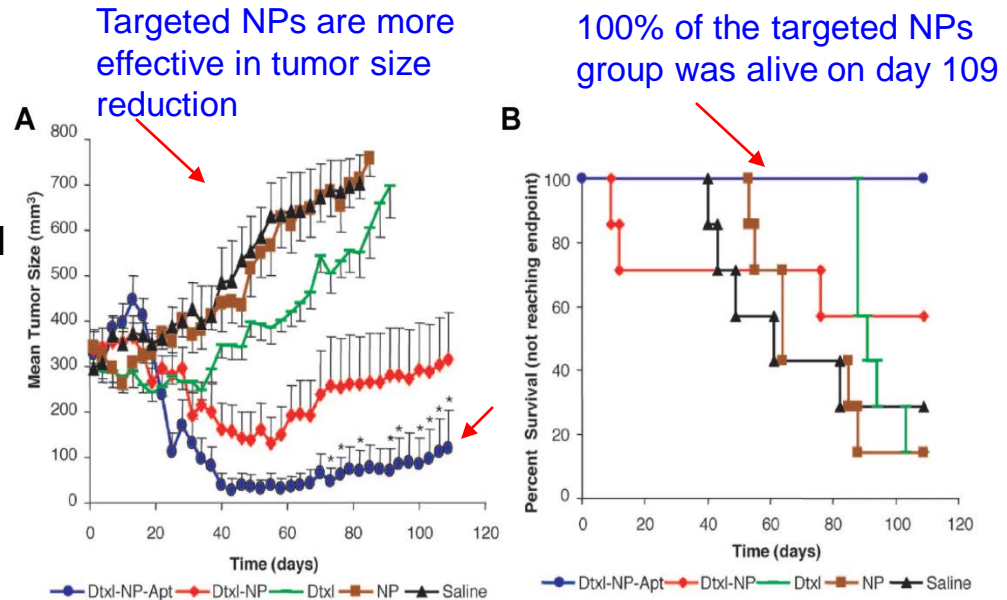 Targeted NPs are more
effective in tumor size
reduction
100% of the targeted NPs
group was alive on day 109
A
800
700
600
500
400
300
200
100
0
Mean Tumor Size (mm³)
0 20 40 60 80 100 120
Time (days)
* * * * * * * *
Dtxl-NP-Apt Dtxl-NP Dtxl NP Saline
B
100
80
60
40
20
0
Percent Survival (not reaching endpoint)
0 20 40 60 80 100 120
Time (days)
Dtxl-NP-Apt Dtxl-NP Dtxl NP Saline